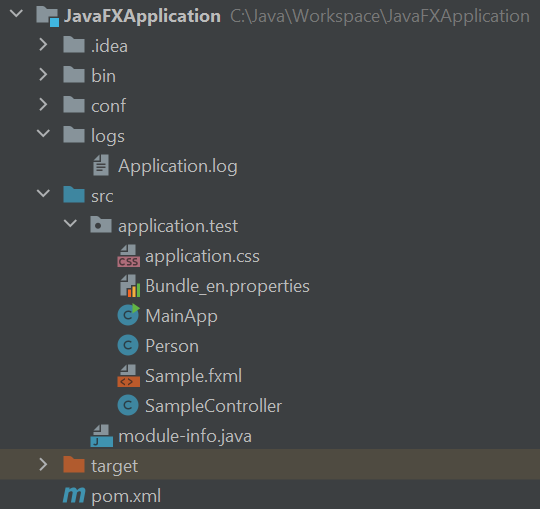 JavaFXApplication C:\Java\Workspace\JavaFXApplication
.idea
bin
conf
logs
Application.log
src
application.test
application.css
Bundle_en.properties
MainApp
Person
Sample.fxml
SampleController
module-info.java
target
pom.xml